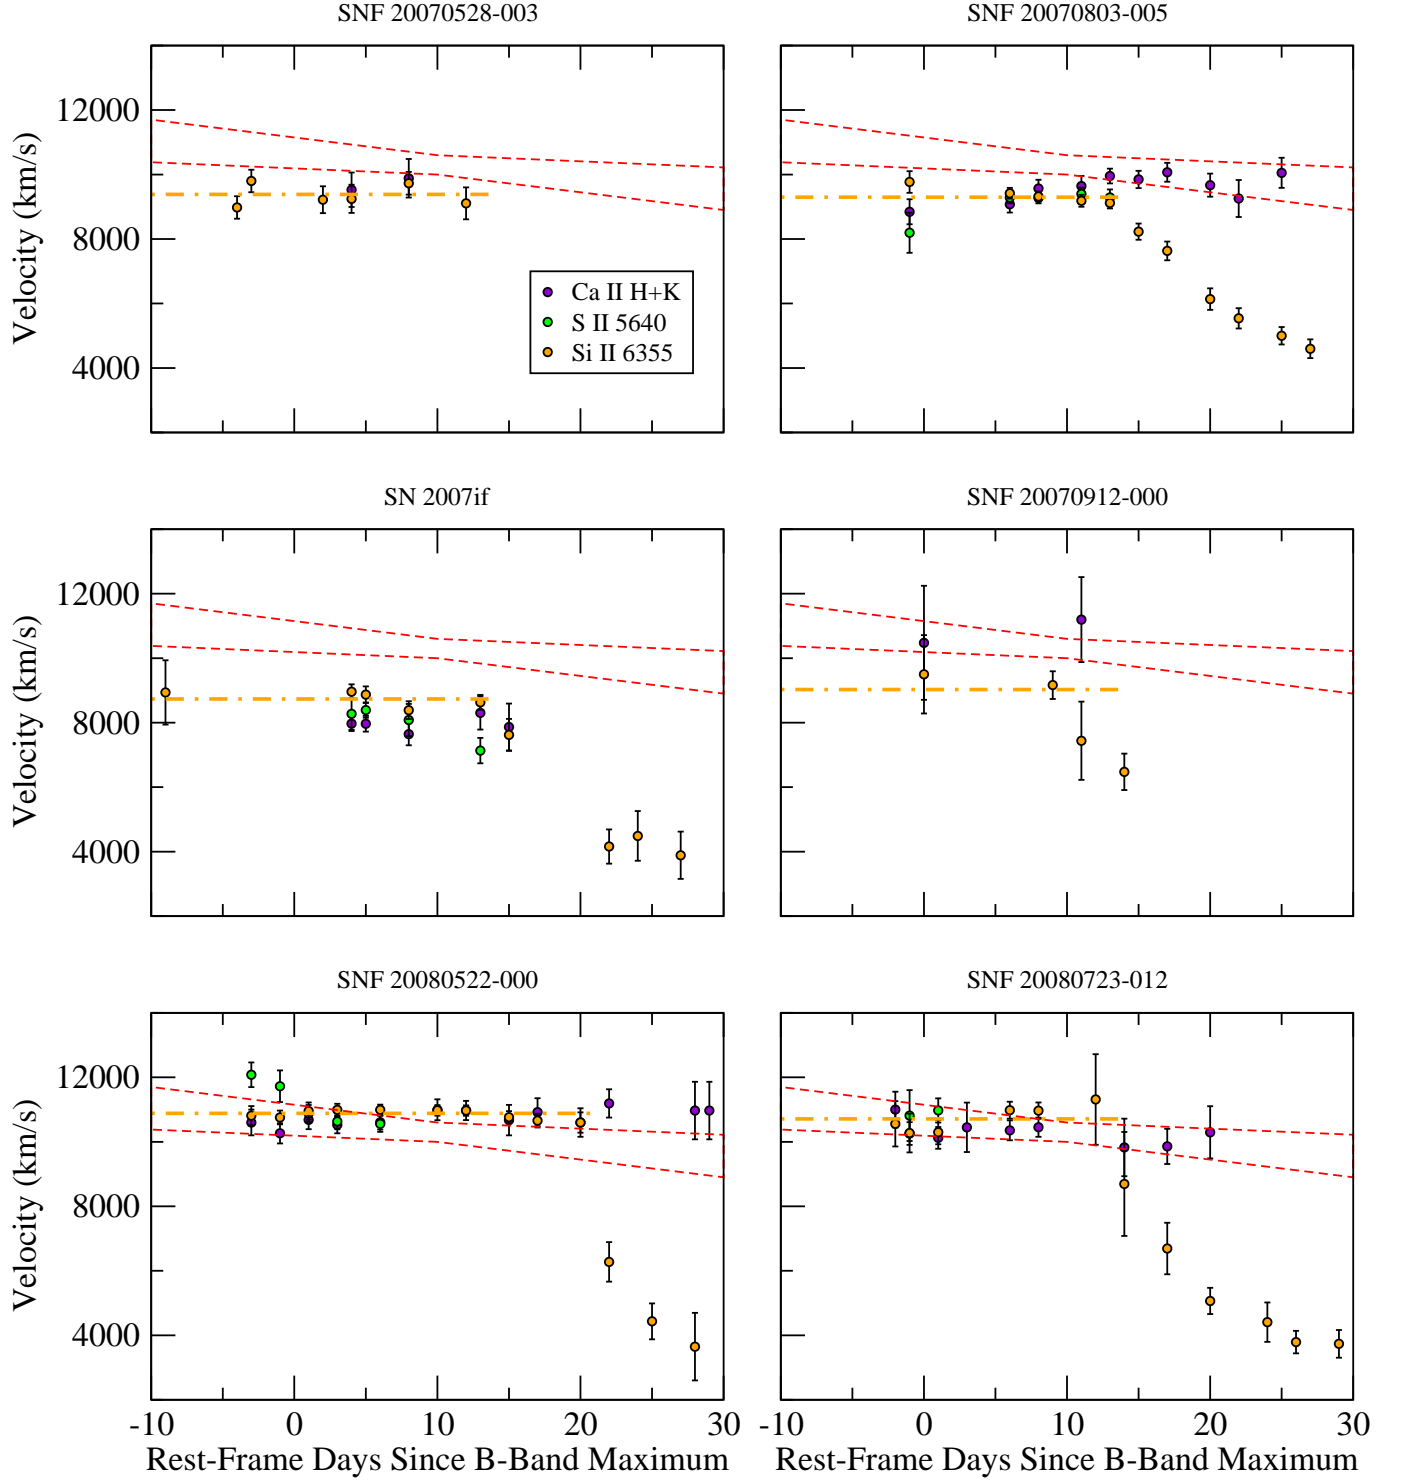 SNF 20070528-003
SNF 20070803-005
12000
8000
4000
Velocity (km/s)
Ca II H+K
S II 5640
Si II 6355
SN 2007if
SNF 20070912-000
12000
8000
4000
Velocity (km/s)
SNF 20080522-000
SNF 20080723-012
12000
8000
4000
Velocity (km/s)
-10 0 10 20 30
-10 0 10 20 30
Rest-Frame Days Since B-Band Maximum
Rest-Frame Days Since B-Band Maximum